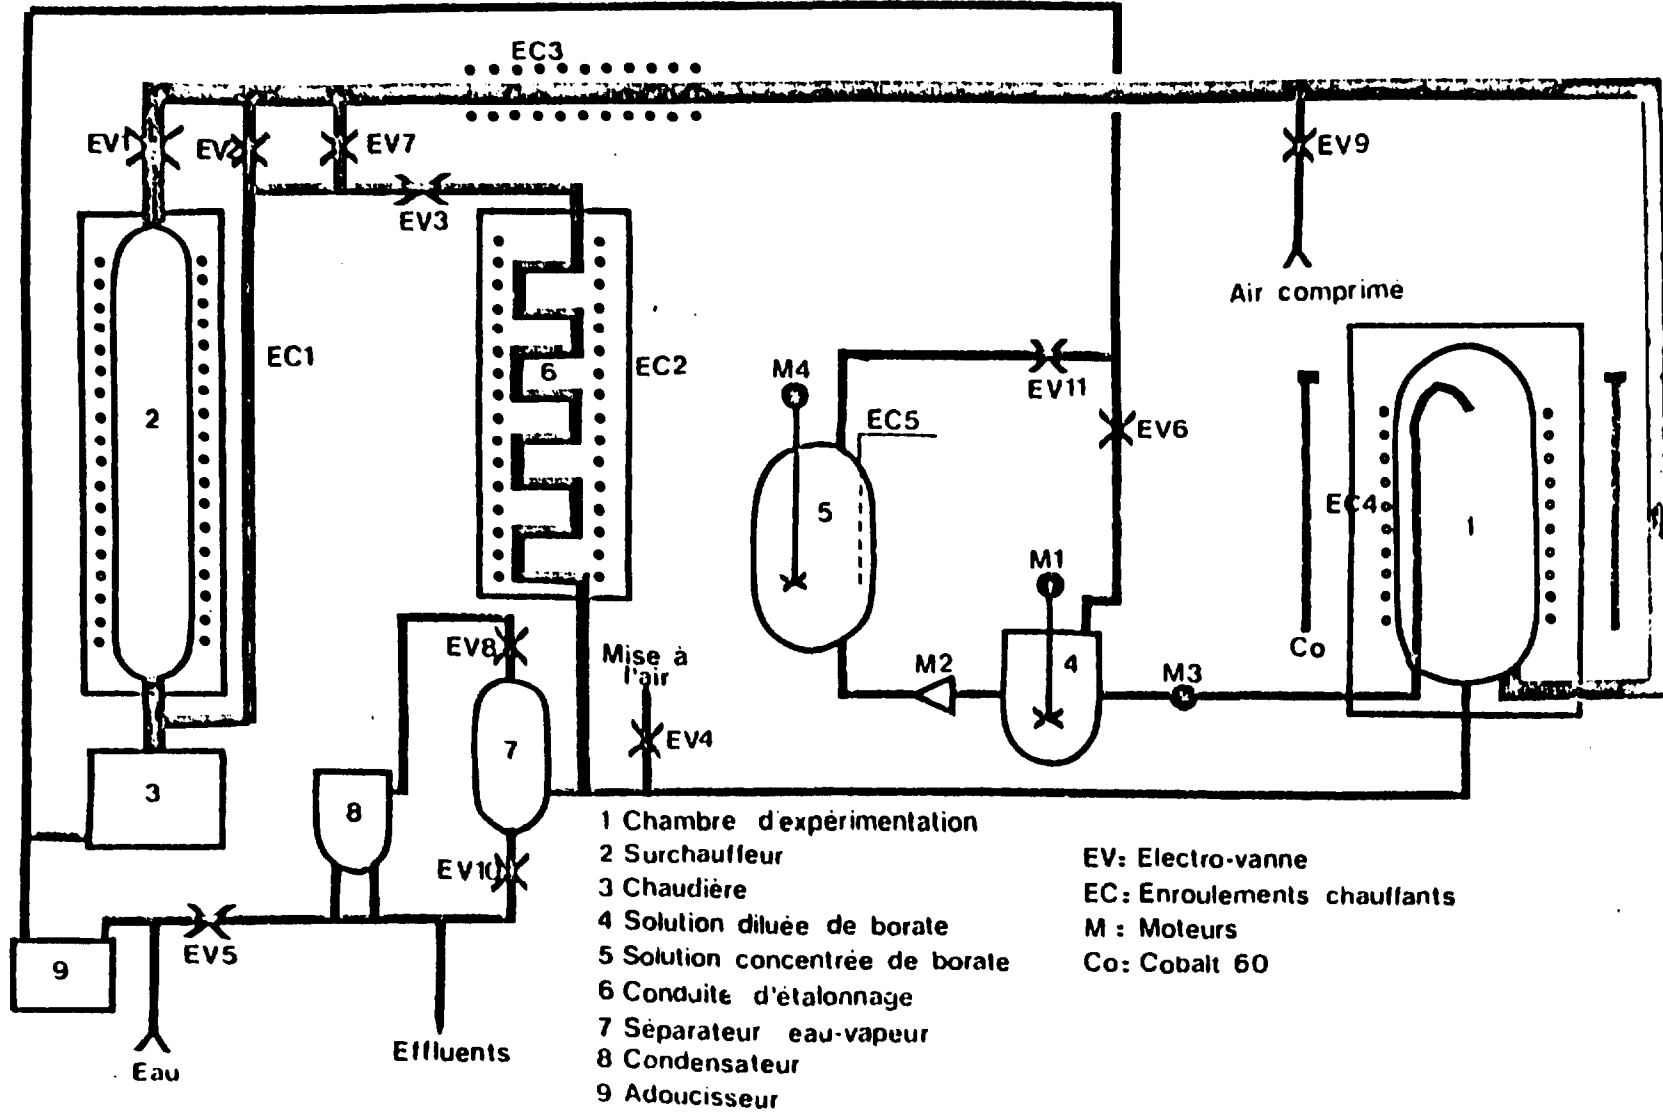 EC3
EV1
EV2
EV7
EV9
EV3
Air comprimé
EC1
6
EC2
M4
EV11
EC5
EV6
2
5
EC4
1
M1
Co
EV8
Mise à
l'air
M2
4
M3
7
EV4
3
8
EV10
EV5
9
Eau
Effluents
1 Chambre d'expérimentation
2 Surchauffeur
3 Chaudière
4 Solution diluée de borate
5 Solution concentrée de borate
6 Conduite d'étalonnage
7 Séparateur eau-vapeur
8 Condensateur
9 Adoucisseur
EV: Electro-vanne
EC: Enroulements chauffants
M : Moteurs
Co: Cobalt 60